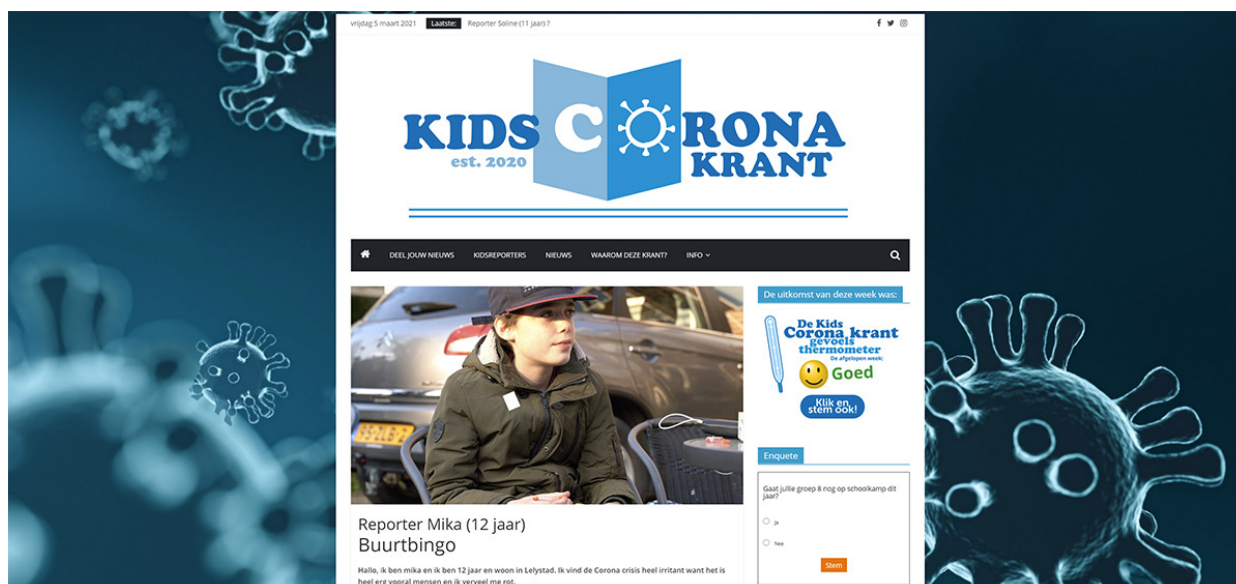 vrijdag 5 maart 2021 Laatste: Reporter Soline (11 jaar) ?
KIDS CORONA
est. 2020 KRANT
DEEL JOUW NIEUWS KIDSREPORTERS NIEUWS WAAROM DEZE KRANT? INFO
De uitkomst van deze week was:
De Kids
Corona krant
gevoels
thermometer
De afgelopen week:
Goed
Klik en
stem ook!
Enquete
Gaat jullie groep 8 nog op schoolkamp dit
jaar?
Ja
Nee
Stem
Reporter Mika (12 jaar)
Buurtbingo
Hallo, ik ben mika en ik ben 12 jaar en woon in Lelystad. Ik vind de Corona crisis heel irritant want het is
heel erg vooral mensen en ik verveel me rot.